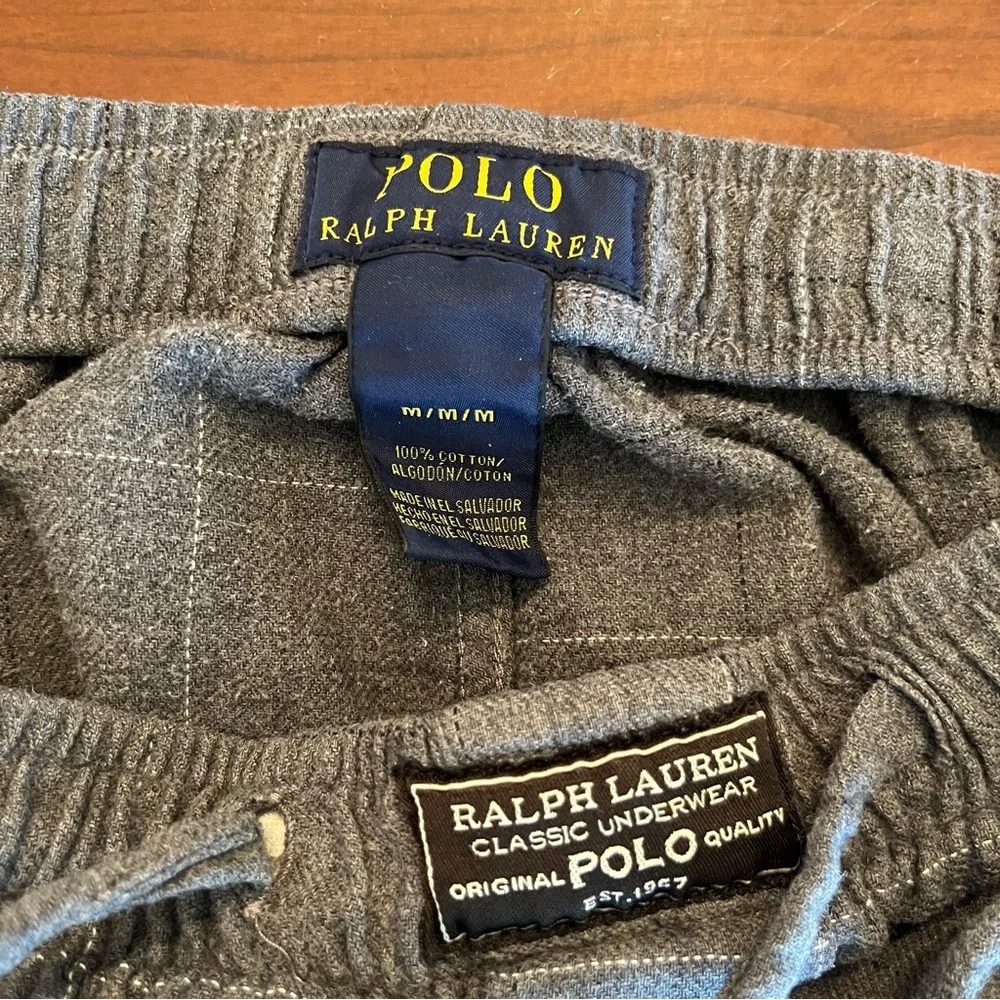 POLO
RALPH LAUREN
M/M/M
100% COTTON/
ALGODÓN/COTON
MADE IN EL SALVADOR
HECHO EN EL SALVADOR
FABRIQUÉ AU SALVADOR
RALPH LAUREN
CLASSIC UNDERWEAR
ORIGINAL POLO QUALITY
EST. 1967